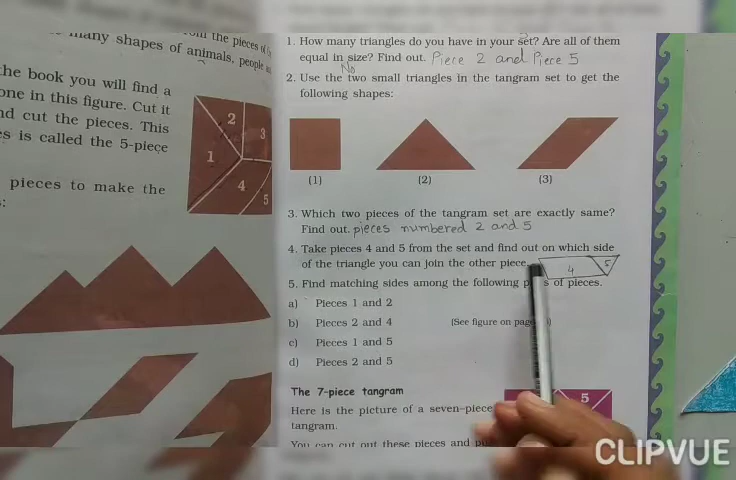 many shapes of animals, people
the pieces of
the book you will find a
one in this figure. Cut it
nd cut the pieces. This
s is called the 5-piece
pieces to make the
2
3
1
4
5
1. How many triangles do you have in your set? Are all of them
equal in size? Find out. Piece 2 and Piece 5
No
2. Use the two small triangles in the tangram set to get the
following shapes:
(1) (2) (3)
3. Which two pieces of the tangram set are exactly same?
Find out. pieces numbered 2 and 5
4. Take pieces 4 and 5 from the set and find out on which side
of the triangle you can join the other piece.
4 5
5. Find matching sides among the following p s of pieces.
a) Pieces 1 and 2
b) Pieces 2 and 4 (See figure on page
c) Pieces 1 and 5
d) Pieces 2 and 5
The 7-piece tangram
Here is the picture of a seven-piece
tangram.
5
You can cut out these pieces and
CLIPVUE